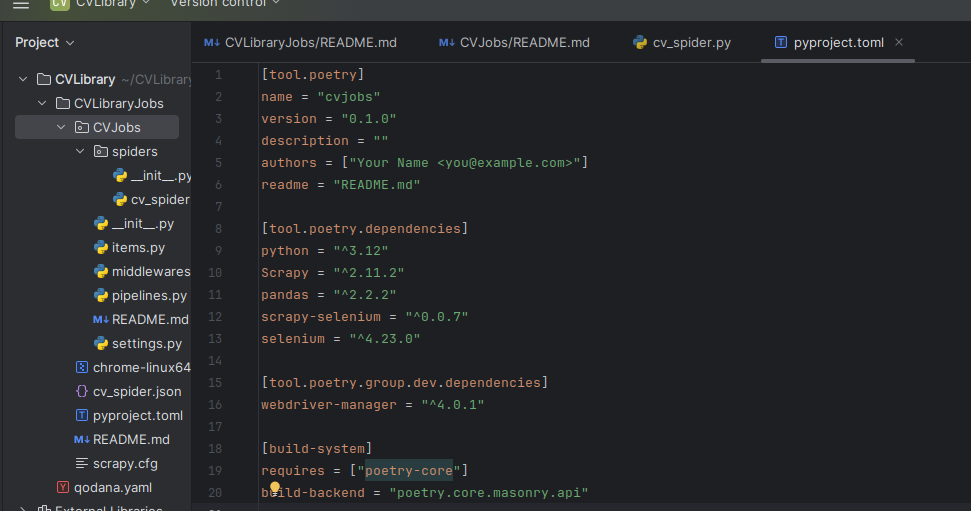 CV CVLibrary Version control
Project
CVLibraryJobs/README.md CVJobs/README.md cv_spider.py pyproject.toml
CVLibrary ~/CVLibrary
CVLibraryJobs
CVJobs
spiders
__init__.py
cv_spider
__init__.py
items.py
middlewares
pipelines.py
README.md
settings.py
chrome-linux64
cv_spider.json
pyproject.toml
README.md
scrapy.cfg
qodana.yaml
External Libraries
1 [tool.poetry]
2 name = "cvjobs"
3 version = "0.1.0"
4 description = ""
5 authors = ["Your Name <you@example.com>"]
6 readme = "README.md"
7
8 [tool.poetry.dependencies]
9 python = "^3.12"
10 Scrapy = "^2.11.2"
11 pandas = "^2.2.2"
12 scrapy-selenium = "^0.0.7"
13 selenium = "^4.23.0"
14
15 [tool.poetry.group.dev.dependencies]
16 webdriver-manager = "^4.0.1"
17
18 [build-system]
19 requires = ["poetry-core"]
20 build-backend = "poetry.core.masonry.api"